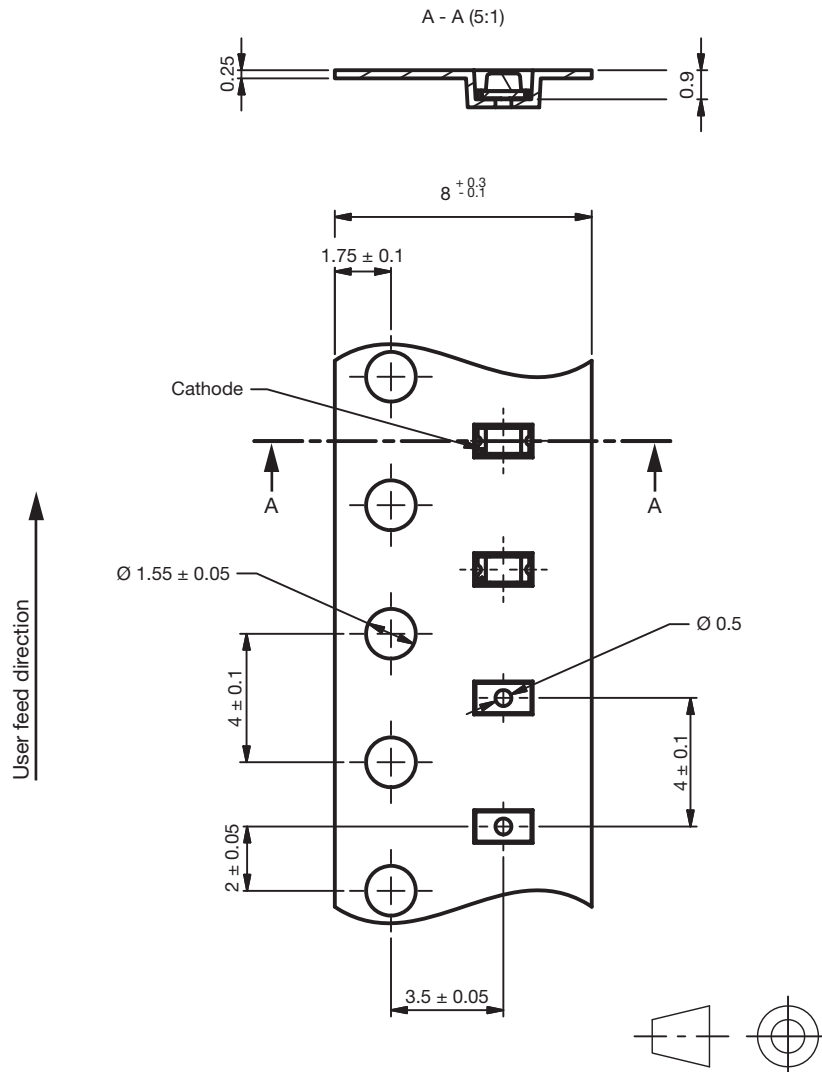 A - A (5:1)
0.25
0.9
8 + 0.3
- 0.1
1.75 ± 0.1
Cathode
A
A
Ø 1.55 ± 0.05
Ø 0.5
User feed direction
4 ± 0.1
4 ± 0.1
2 ± 0.05
3.5 ± 0.05